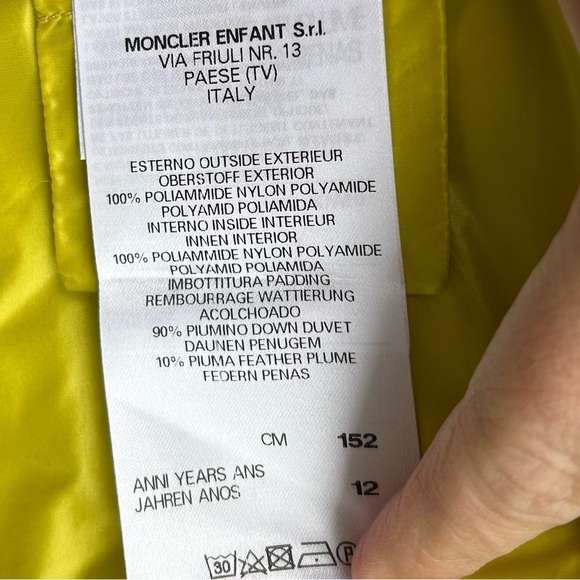 MONCLER ENFANT S.r.l.
VIA FRIULI NR. 13
PAESE (TV)
ITALY
ESTERNO OUTSIDE EXTERIEUR
OBERSTOFF EXTERIOR
100% POLIAMMIDE NYLON POLYAMIDE
POLYAMID POLIAMIDA
INTERNO INSIDE INTERIEUR
INNEN INTERIOR
100% POLIAMMIDE NYLON POLYAMIDE
POLYAMID POLIAMIDA
IMBOTTITURA PADDING
REMBOURRAGE WATTIERUNG
ACOLCHOADO
90% PIUMINO DOWN DUVET
DAUNEN PENUGEM
10% PIUMA FEATHER PLUME
FEDERN PENAS
CM 152
ANNI YEARS ANS
JAHREN ANOS 12
30 P